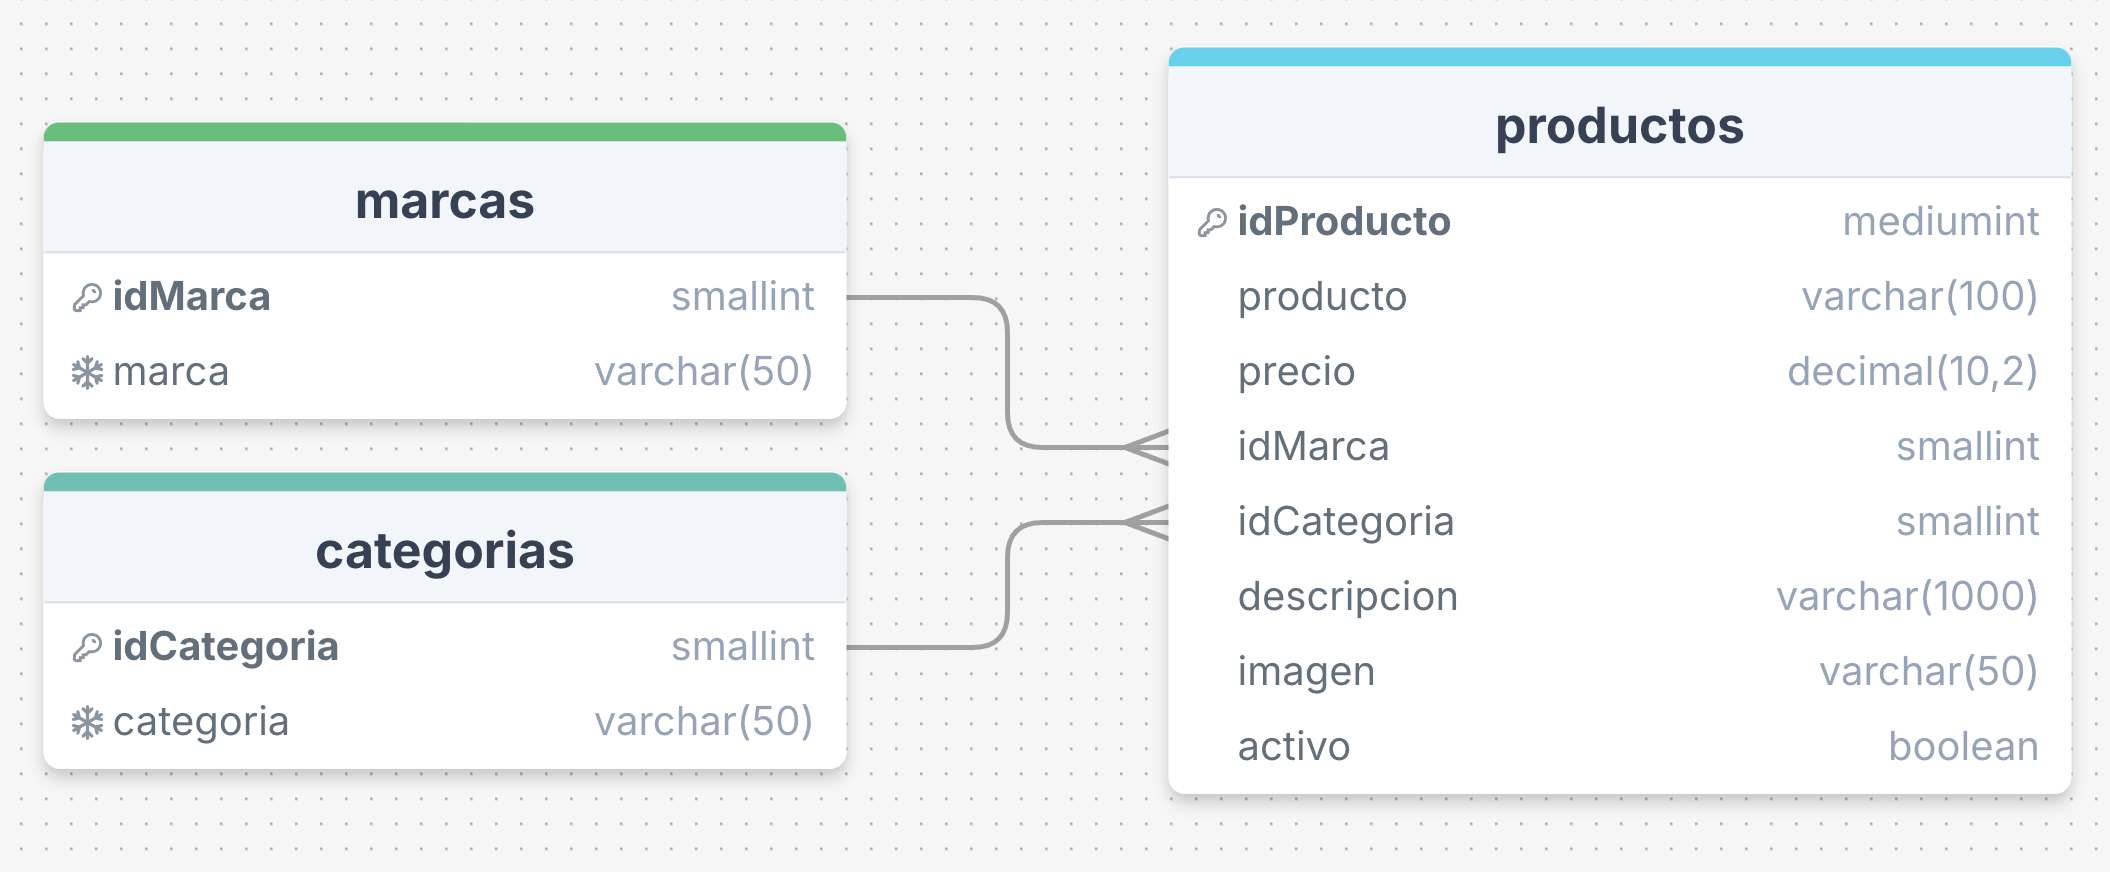 marcas
idMarca smallint
marca varchar(50)
categorias
idCategoria smallint
categoria varchar(50)
productos
idProducto mediumint
producto varchar(100)
precio decimal(10,2)
idMarca smallint
idCategoria smallint
descripcion varchar(1000)
imagen varchar(50)
activo boolean